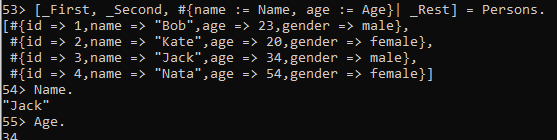 53> [_First, _Second, #{name := Name, age := Age}| _Rest] = Persons.
[#{id => 1,name => "Bob",age => 23,gender => male},
 #{id => 2,name => "Kate",age => 20,gender => female},
 #{id => 3,name => "Jack",age => 34,gender => male},
 #{id => 4,name => "Nata",age => 54,gender => female}]
54> Name.
"Jack"
55> Age.
34